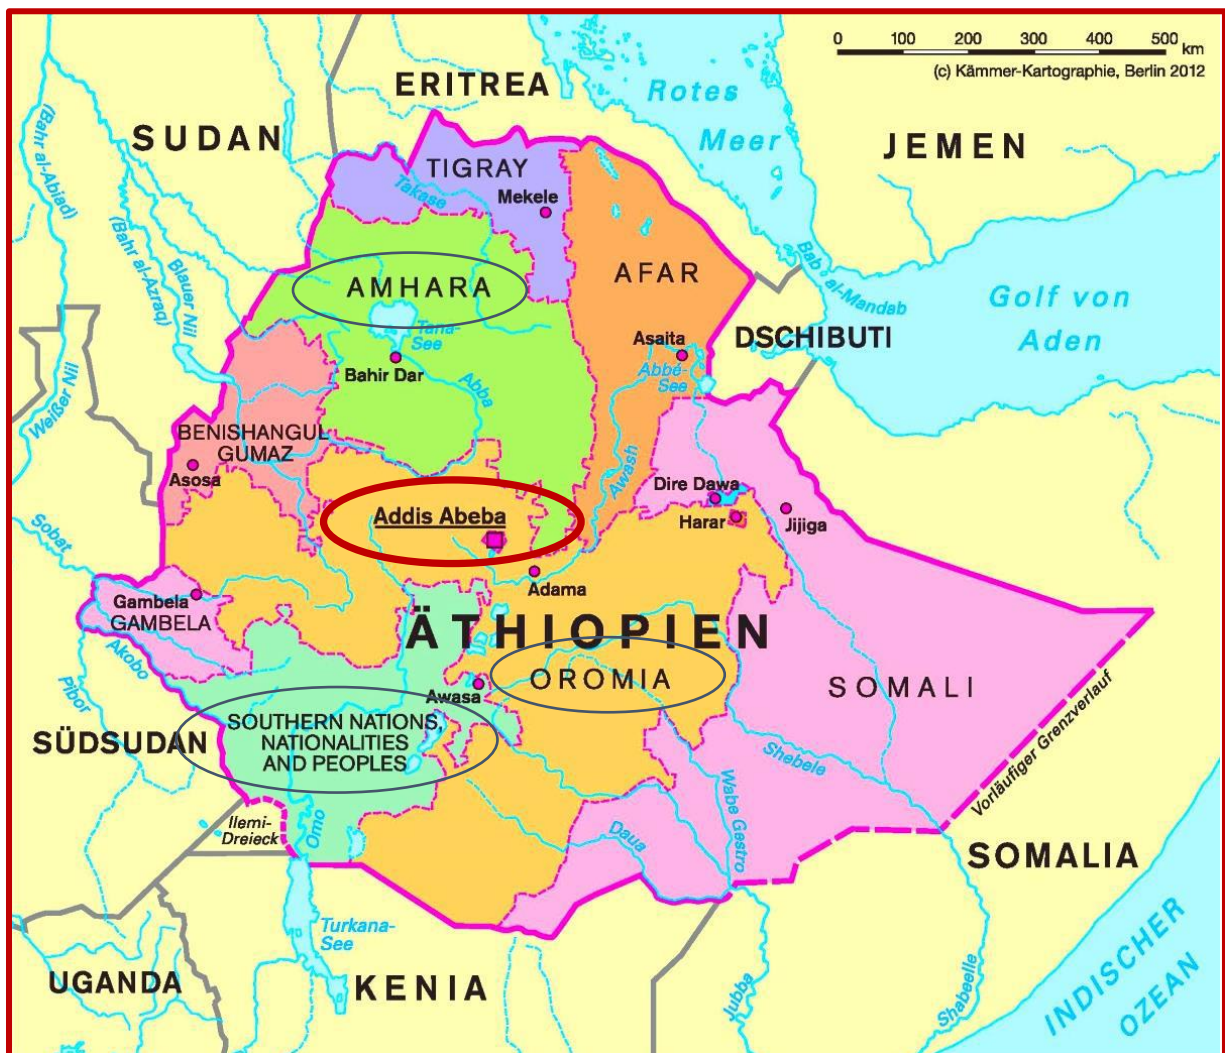 0 100 200 300 400 500 km
(c) Kämmer-Kartographie, Berlin 2012
ERITREA
Rotes
Meer
SUDAN
JEMEN
(Bahr al-Abiad)
TIGRAY
Takase
Mekele
Blauer Nil
(Bahr al-Azraq)
AMHARA
AFAR
Bab al-Mandab
Golf von
Aden
Tana-
See
Asaita
DSCHIBUTI
Abbé-
See
Bahir Dar
Abba
Weißer Nil
BENISHANGUL
GUMAZ
Asosa
Awash
Dire Dawa
Addis Abeba
Harar
Jijiga
Sobat
Adama
Gambela
GAMBELA
ÄTHIOPIEN
Akobo
Pibor
OROMIA
SOMALI
Awasa
SOUTHERN NATIONS,
NATIONALITIES
AND PEOPLES
SÜDSUDAN
Shebele
Vorläufiger Grenzverlauf
Wabe Gestro
Ilemi-
Dreieck
Omo
Daua
SOMALIA
Turkana-
See
UGANDA
KENIA
Jubba
Shabeelle
INDISCHER
OZEAN